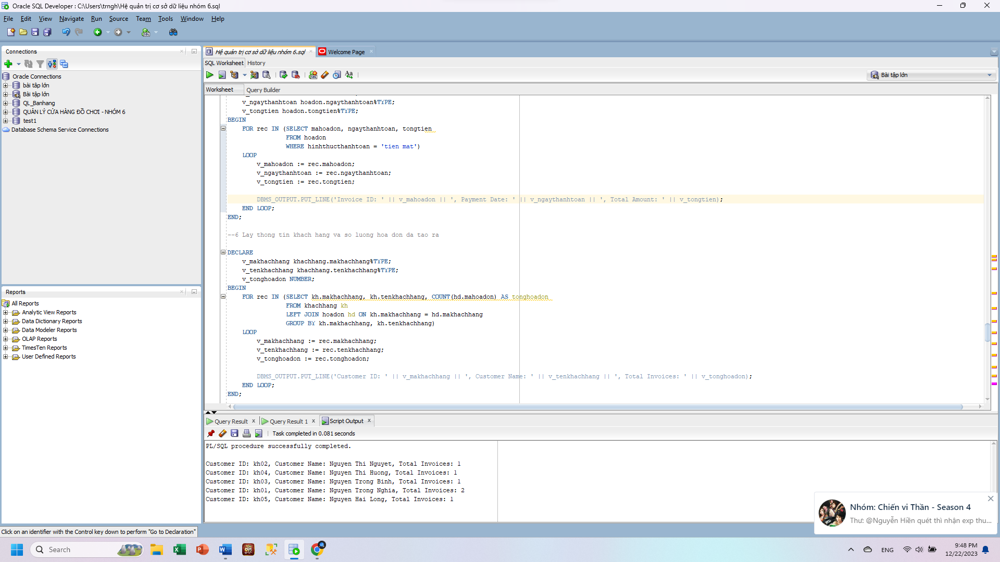 Oracle SQL Developer : C:\Users\trngh\Hệ quản trị cơ sở dữ liệu nhóm 6.sql
File Edit View Navigate Run Source Team Tools Window Help
Connections
Oracle Connections
bài tập lớn
Bài tập lớn
QL_Banhang
QUẢN LÝ CỬA HÀNG ĐỒ CHƠI - NHÓM 6
test1
Database Schema Service Connections
Reports
All Reports
Analytic View Reports
Data Dictionary Reports
Data Modeler Reports
OLAP Reports
TimesTen Reports
User Defined Reports
Hệ quản trị cơ sở dữ liệu nhóm 6.sql
Welcome Page
SQL Worksheet History
Bài tập lớn
Worksheet Query Builder
v_ngaythanhtoan hoadon.ngaythanhtoan%TYPE;
v_tongtien hoadon.tongtien%TYPE;
BEGIN
FOR rec IN (SELECT mahoadon, ngaythanhtoan, tongtien
FROM hoadon
WHERE hinhthucthanhtoan = 'tien mat')
LOOP
v_mahoadon := rec.mahoadon;
v_ngaythanhtoan := rec.ngaythanhtoan;
v_tongtien := rec.tongtien;
DBMS_OUTPUT.PUT_LINE('Invoice ID: ' || v_mahoadon || ', Payment Date: ' || v_ngaythanhtoan || ', Total Amount: ' || v_tongtien);
END LOOP;
END;
--6 Lay thong tin khach hang va so luong hoa don da tao ra
DECLARE
v_makhachhang khachhang.makhachhang%TYPE;
v_tenkhachhang khachhang.tenkhachhang%TYPE;
v_tonghoadon NUMBER;
BEGIN
FOR rec IN (SELECT kh.makhachhang, kh.tenkhachhang, COUNT(hd.mahoadon) AS tonghoadon
FROM khachhang kh
LEFT JOIN hoadon hd ON kh.makhachhang = hd.makhachhang
GROUP BY kh.makhachhang, kh.tenkhachhang)
LOOP
v_makhachhang := rec.makhachhang;
v_tenkhachhang := rec.tenkhachhang;
v_tonghoadon := rec.tonghoadon;
DBMS_OUTPUT.PUT_LINE('Customer ID: ' || v_makhachhang || ', Customer Name: ' || v_tenkhachhang || ', Total Invoices: ' || v_tonghoadon);
END LOOP;
END;
Query Result Query Result 1 Script Output
Task completed in 0.081 seconds
PL/SQL procedure successfully completed.
Customer ID: kh02, Customer Name: Nguyen Thi Nguyet, Total Invoices: 1
Customer ID: kh04, Customer Name: Nguyen Thi Huong, Total Invoices: 1
Customer ID: kh03, Customer Name: Nguyen Trong Binh, Total Invoices: 1
Customer ID: kh01, Customer Name: Nguyen Trong Nghia, Total Invoices: 2
Customer ID: kh05, Customer Name: Nguyen Hai Long, Total Invoices: 1
Nhóm: Chiến vi Thần - Season 4
Thư: @Nguyễn Hiền quét thì nhận exp thu...
Click on an identifier with the Control key down to perform "Go to Declaration"
Search
ENG
9:48 PM
12/22/2023